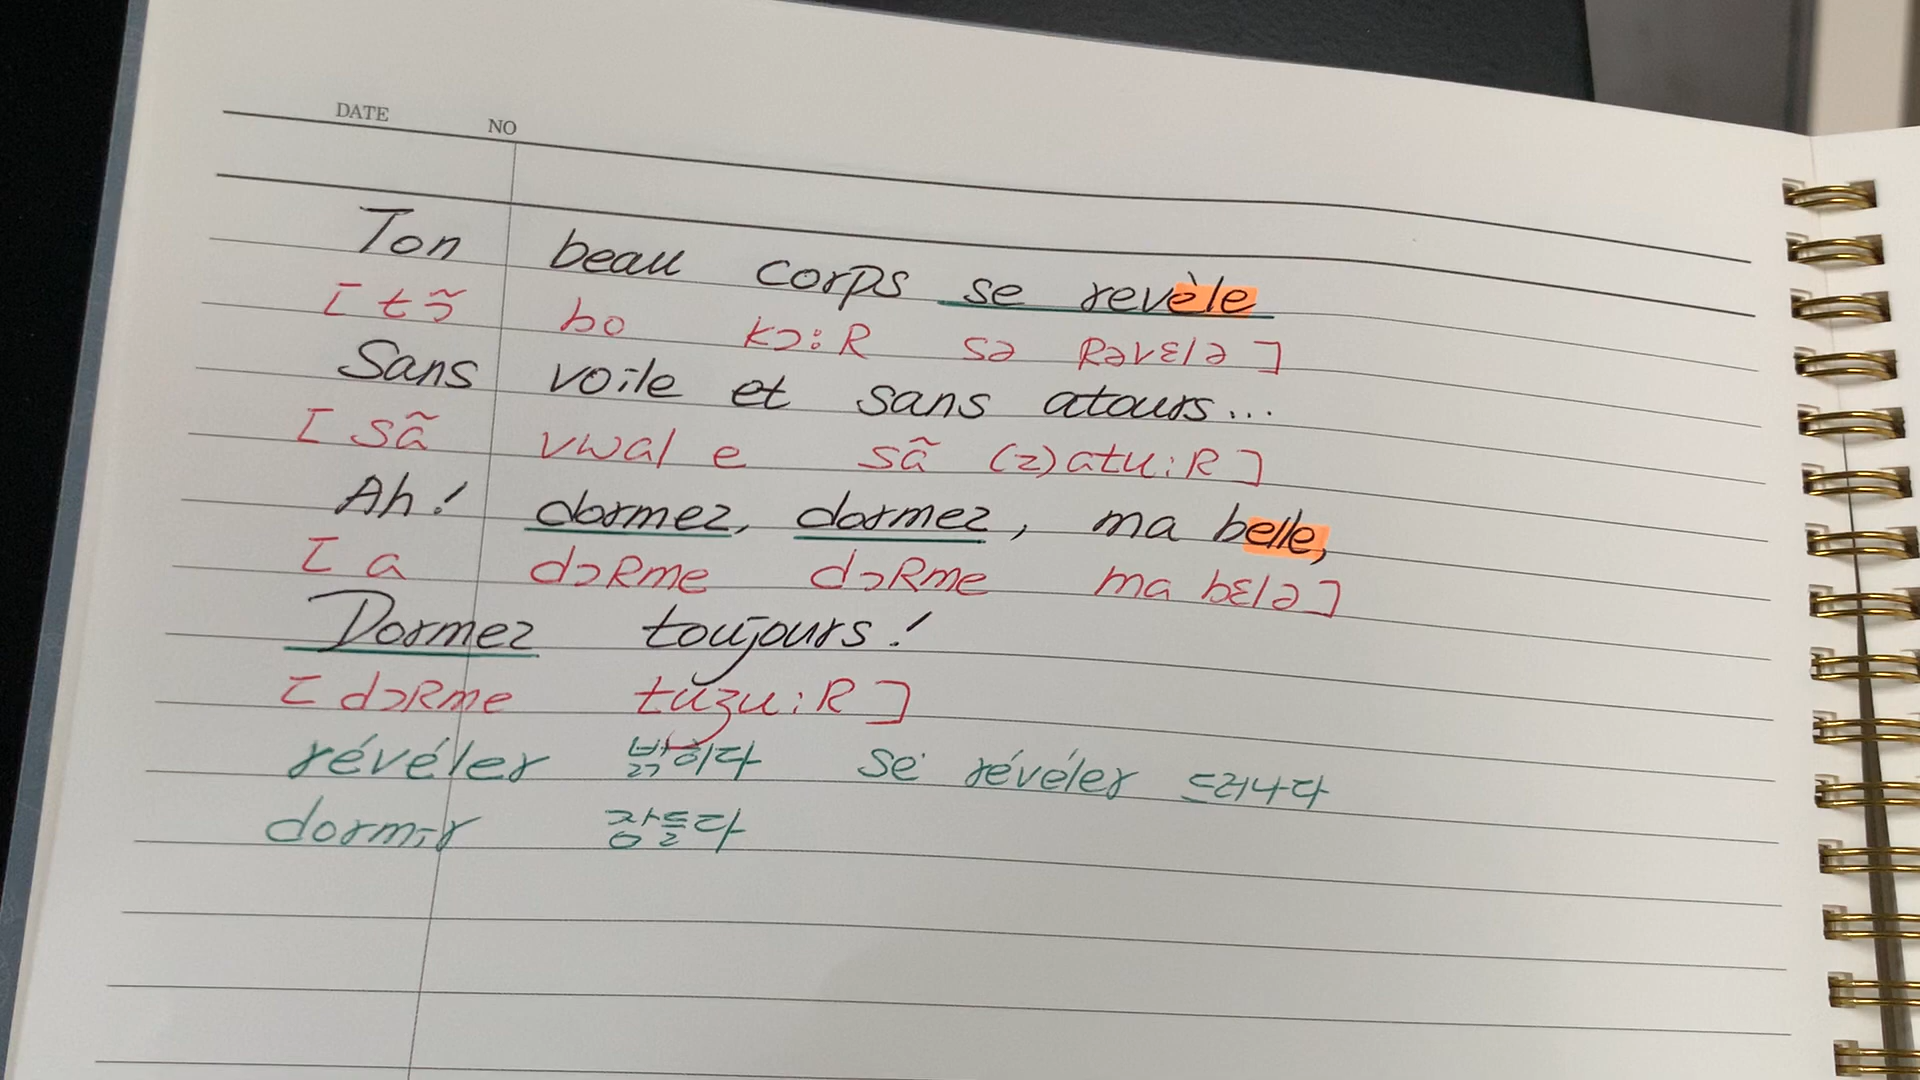 DATE NO
Ton beau corps se revèle
[tɔ̃ bo kɔːR sə Rəvɛlə]
Sans voile et sans atours...
[sɑ̃ vwal e sɑ̃ (z)atu:R]
Ah! dormez, dormez, ma belle,
[a dɔRme dɔRme ma bɛlə]
Dormez toujours!
[dɔRme tuʒu:R]
révéler 밝히다 se révéler 드러나다
dormir 잠들다